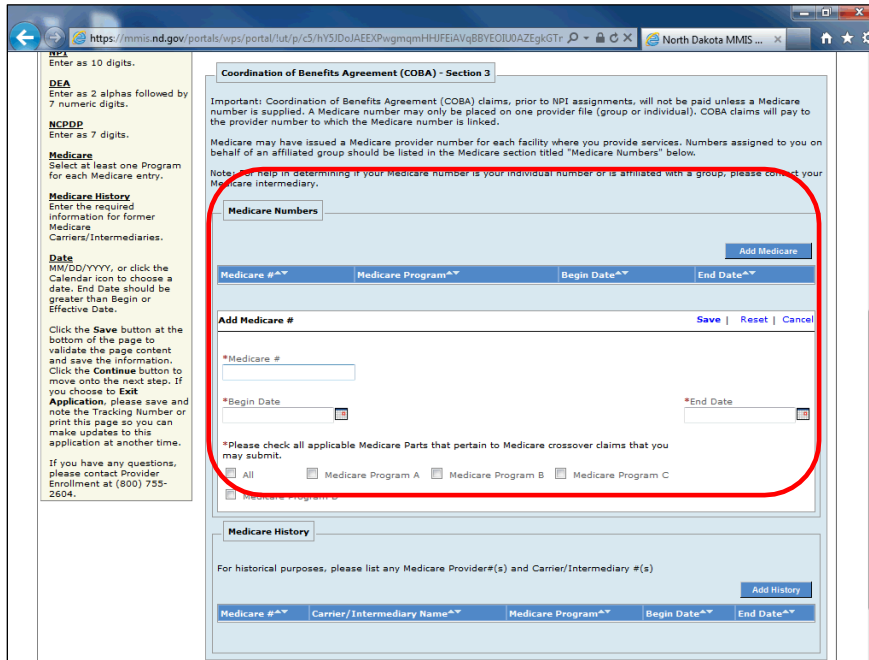 https://mmis.nd.gov/portals/wps/portal/!ut/p/c5/hY5JDoJAEEXPwgmqmHHJFEiAVqBBYEOIU0AZEgkGTr
North Dakota MMIS ...
NPI
Enter as 10 digits.
DEA
Enter as 2 alphas followed by
7 numeric digits.
NCPDP
Enter as 7 digits.
Medicare
Select at least one Program
for each Medicare entry.
Medicare History
Enter the required
information for former
Medicare
Carriers/Intermediaries.
Date
MM/DD/YYYY, or click the
Calendar icon to choose a
date. End Date should be
greater than Begin or
Effective Date.
Click the Save button at the
bottom of the page to
validate the page content
and save the information.
Click the Continue button to
move onto the next step. If
you choose to Exit
Application, please save and
note the Tracking Number or
print this page so you can
make updates to this
application at another time.
If you have any questions,
please contact Provider
Enrollment at (800) 755-
2604.
Coordination of Benefits Agreement (COBA) - Section 3
Important: Coordination of Benefits Agreement (COBA) claims, prior to NPI assignments, will not be paid unless a Medicare
number is supplied. A Medicare number may only be placed on one provider file (group or individual). COBA claims will pay to
the provider number to which the Medicare number is linked.
Medicare may have issued a Medicare provider number for each facility where you provide services. Numbers assigned to you on
behalf of an affiliated group should be listed in the Medicare section titled "Medicare Numbers" below.
Note: For help in determining if your Medicare number is your individual number or is affiliated with a group, please contact your
Medicare intermediary.
Medicare Numbers
Add Medicare
Medicare # Medicare Program Begin Date End Date
Add Medicare # Save | Reset | Cancel
*Medicare #
*Begin Date *End Date
*Please check all applicable Medicare Parts that pertain to Medicare crossover claims that you
may submit.
All Medicare Program A Medicare Program B Medicare Program C
Medicare Program D
Medicare History
For historical purposes, please list any Medicare Provider#(s) and Carrier/Intermediary #(s)
Add History
Medicare # Carrier/Intermediary Name Medicare Program Begin Date End Date